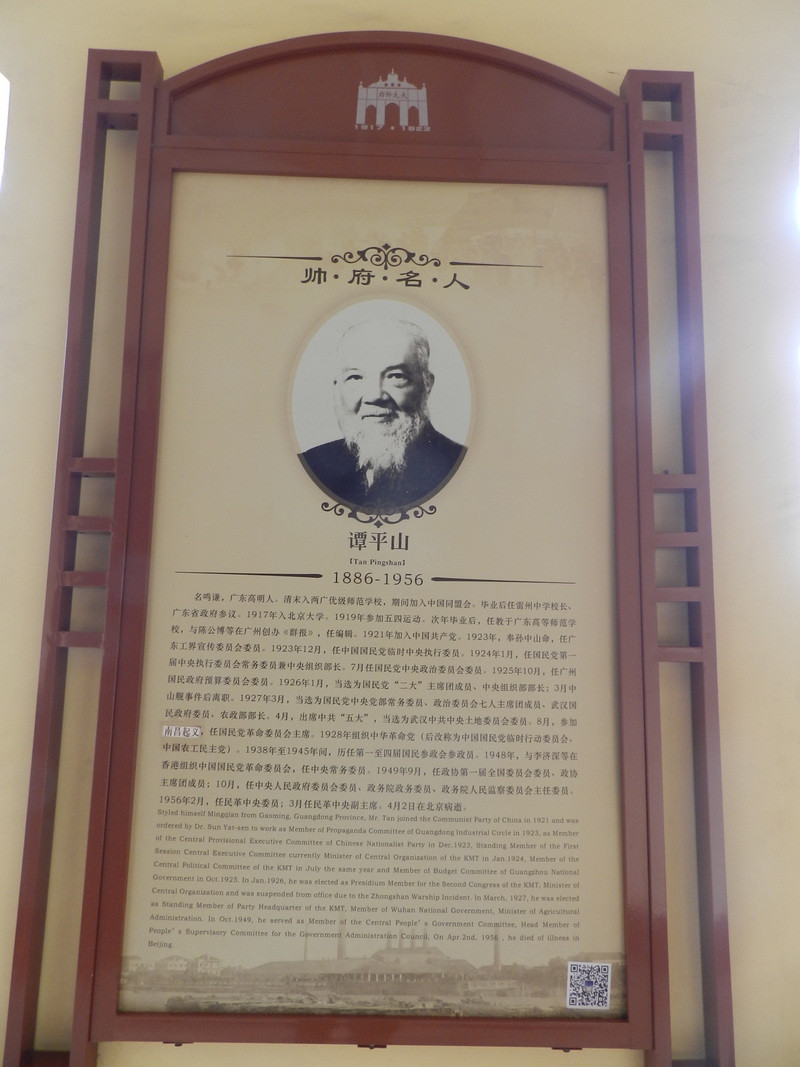 大元帅府
1917 • 1923
帅·府·名·人
谭平山
【Tan Pingshan】
1886-1956
名鸣谦，广东高明人。清末入两广优级师范学校，期间加入中国同盟会。毕业后任雷州中学校长、
广东省政府参议。1917年入北京大学。1919年参加五四运动。次年毕业后，任教于广东高等师范学
校，与陈公博等在广州创办《群报》，任编辑。1921年加入中国共产党。1923年，奉孙中山命，任广
东工界宣传委员会委员。1923年12月，任中国国民党临时中央执行委员。1924年1月，任国民党第一
届中央执行委员会常务委员兼中央组织部长。7月任国民党中央政治委员会委员。1925年10月，任广州
国民政府预算委员会委员。1926年1月，当选为国民党“二大”主席团成员、中央组织部部长；3月中
山舰事件后离职。1927年3月，当选为国民党中央党部常务委员、政治委员会七人主席团成员、武汉国
民政府委员、农政部部长。4月，出席中共“五大”，当选为武汉中共中央土地委员会委员。8月，参加
南昌起义，任国民党革命委员会主席。1928年组织中华革命党（后改称为中国国民党临时行动委员会、
中国农工民主党）。1938年至1945年间，历任第一至四届国民参政会参政员。1948年，与李济深等在
香港组织中国国民党革命委员会，任中央常务委员。1949年9月，任政协第一届全国委员会委员、政协
主席团成员；10月，任中央人民政府委员会委员、政务院政务委员、政务院人民监察委员会主任委员。
1956年2月，任民革中央委员；3月任民革中央副主席。4月2日在北京病逝。
Styled himself Mingqian from Gaoming, Guangdong Province, Mr. Tan joined the Communist Party of China in 1921 and was
ordered by Dr. Sun Yat-sen to work as Member of Propaganda Committee of Guangdong Industrial Circle in 1923, as Member
of the Central Provisional Executive Committee of Chinese Nationalist Party in Dec.1923, Standing Member of the First
Session Central Executive Committee currently Minister of Central Organization of the KMT in Jan.1924, Member of the
Central Political Committee of the KMT in July the same year and Member of Budget Committee of Guangzhou National
Government in Oct.1925. In Jan.1926, he was elected as Presidium Member for the Second Congress of the KMT, Minister of
Central Organization and was suspended from office due to the Zhongshan Warship Incident. In March, 1927, he was elected
as Standing Member of Party Headquarter of the KMT, Member of Wuhan National Government, Minister of Agricultural
Administration. In Oct.1949, he served as Member of the Central People's Government Committee, Head Member of
People's Supervisory Committee for the Government Administration Council. On Apr.2nd, 1956 , he died of illness in
Beijing.